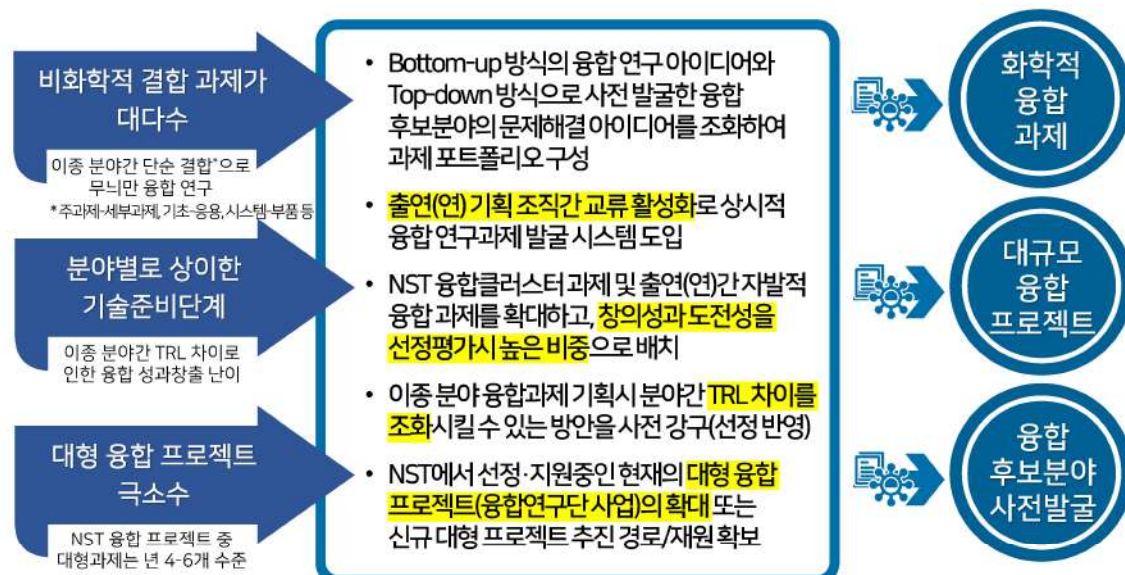 비화학적 결합 과제가
대다수
이종 분야간 단순 결합*으로
무늬만 융합 연구
* 주과제-세부과제, 기초-응용, 시스템-부품 등
분야별로 상이한
기술준비단계
이종 분야간 TRL 차이로
인한 융합 성과창출 난이
대형 융합 프로젝트
극소수
NST 융합 프로젝트 중
대형과제는 년 4-6개 수준
• Bottom-up 방식의 융합 연구 아이디어와
Top-down 방식으로 사전 발굴한 융합
후보분야의 문제해결 아이디어를 조화하여
과제 포트폴리오 구성
• 출연(연) 기획 조직간 교류 활성화로 상시적
융합 연구과제 발굴 시스템 도입
• NST 융합클러스터 과제 및 출연(연)간 자발적
융합 과제를 확대하고, 창의성과 도전성을
선정평가시 높은 비중으로 배치
• 이종 분야 융합과제 기획시 분야간 TRL 차이를
조화시킬 수 있는 방안을 사전 강구(선정 반영)
• NST에서 선정·지원중인 현재의 대형 융합
프로젝트(융합연구단 사업)의 확대 또는
신규 대형 프로젝트 추진 경로/재원 확보
화학적
융합
과제
대규모
융합
프로젝트
융합
후보분야
사전발굴